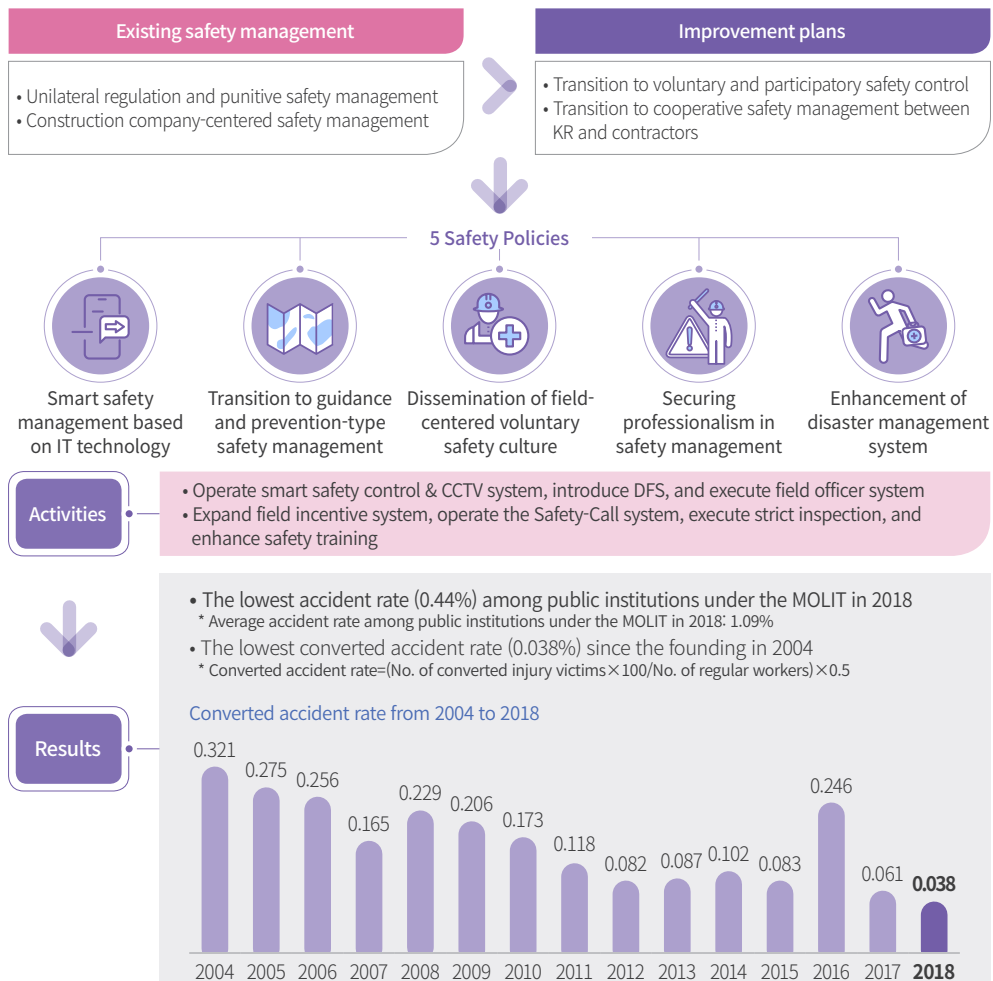 Existing safety management
• Unilateral regulation and punitive safety management
• Construction company-centered safety management
Improvement plans
• Transition to voluntary and participatory safety control
• Transition to cooperative safety management between
KR and contractors
5 Safety Policies
Smart safety
management based
on IT technology
Transition to guidance
and prevention-type
safety management
Dissemination of field-
centered voluntary
safety culture
Securing
professionalism in
safety management
Enhancement of
disaster management
system
Activities
• Operate smart safety control & CCTV system, introduce DFS, and execute field officer system
• Expand field incentive system, operate the Safety-Call system, execute strict inspection, and
enhance safety training
Results
• The lowest accident rate (0.44%) among public institutions under the MOLIT in 2018
* Average accident rate among public institutions under the MOLIT in 2018: 1.09%
• The lowest converted accident rate (0.038%) since the founding in 2004
* Converted accident rate=(No. of converted injury victims×100/No. of regular workers)×0.5
Converted accident rate from 2004 to 2018
0.321 0.275 0.256 0.165 0.229 0.206 0.173 0.118 0.082 0.087 0.102 0.083 0.246 0.061 0.038
2004 2005 2006 2007 2008 2009 2010 2011 2012 2013 2014 2015 2016 2017 2018